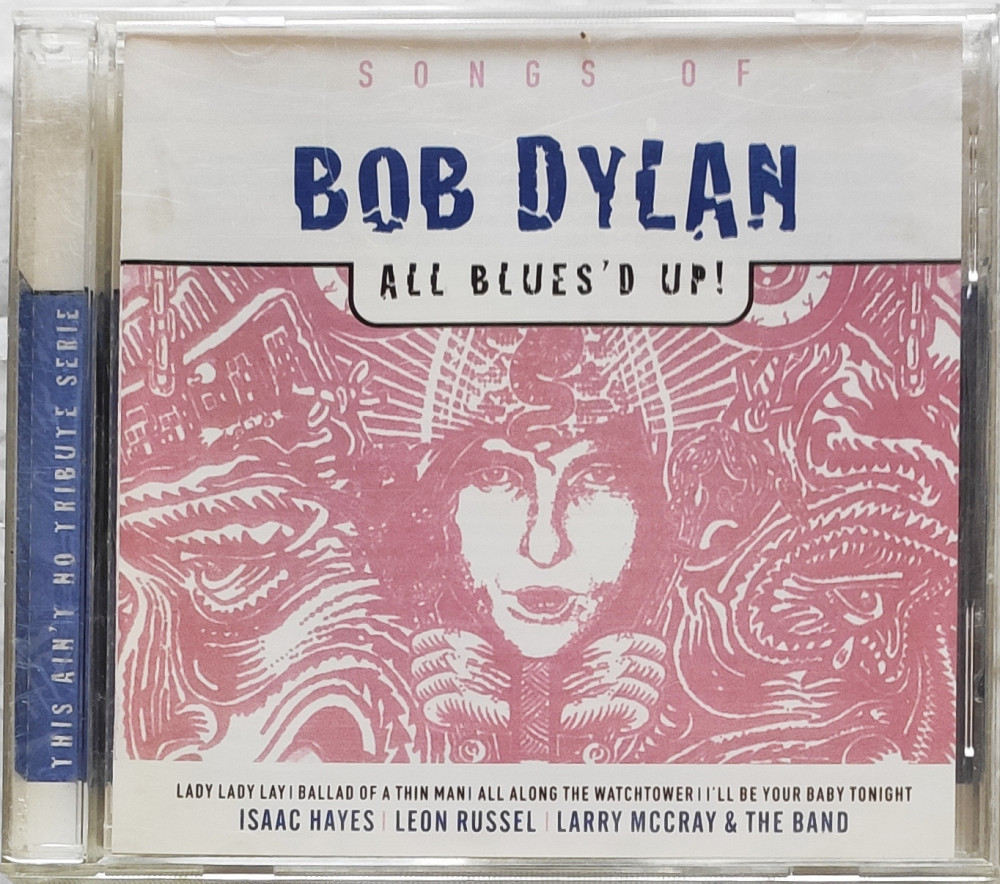 SONGS OF
BOB DYLAN
ALL BLUES'D UP!
THIS AIN'T NO TRIBUTE SERIE
LADY LADY LAY | BALLAD OF A THIN MAN | ALL ALONG THE WATCHTOWER | I'LL BE YOUR BABY TONIGHT
ISAAC HAYES | LEON RUSSEL | LARRY MCCRAY & THE BAND